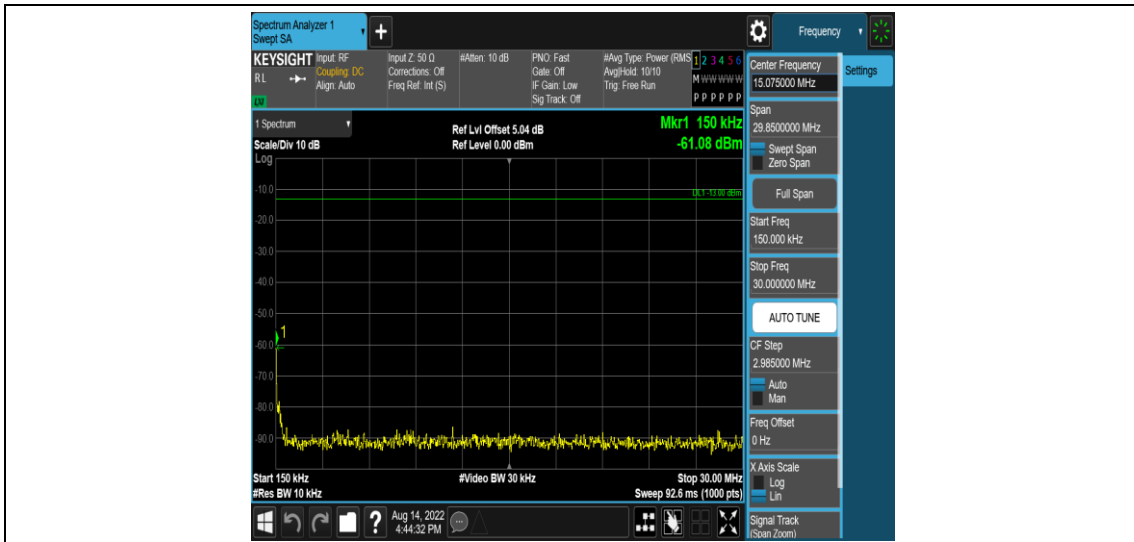 Spectrum Analyzer 1
Swept SA
+
Frequency
KEYSIGHT
RL
LXI
Input: RF
Coupling: DC
Align: Auto
Input Z: 50 Ω
Corrections: Off
Freq Ref: Int (S)
#Atten: 10 dB
PNO: Fast
Gate: Off
IF Gain: Low
Sig Track: Off
#Avg Type: Power (RMS
Avg|Hold: 10/10
Trig: Free Run
1 2 3 4 5 6
M W W W W W
P P P P P P
Center Frequency
15.075000 MHz
Settings
Span
29.8500000 MHz
Swept Span
Zero Span
Full Span
Start Freq
150.000 kHz
Stop Freq
30.000000 MHz
AUTO TUNE
CF Step
2.985000 MHz
Auto
Man
Freq Offset
0 Hz
X Axis Scale
Log
Lin
Signal Track
(Span Zoom)
1 Spectrum
Scale/Div 10 dB
Log
Ref Lvl Offset 5.04 dB
Ref Level 0.00 dBm
Mkr1 150 kHz
-61.08 dBm
DL1 -13.00 dBm
-10.0
-20.0
-30.0
-40.0
-50.0
1
-60.0
-70.0
-80.0
-90.0
Start 150 kHz
#Res BW 10 kHz
#Video BW 30 kHz
Stop 30.00 MHz
Sweep 92.6 ms (1000 pts)
?
Aug 14, 2022
4:44:32 PM